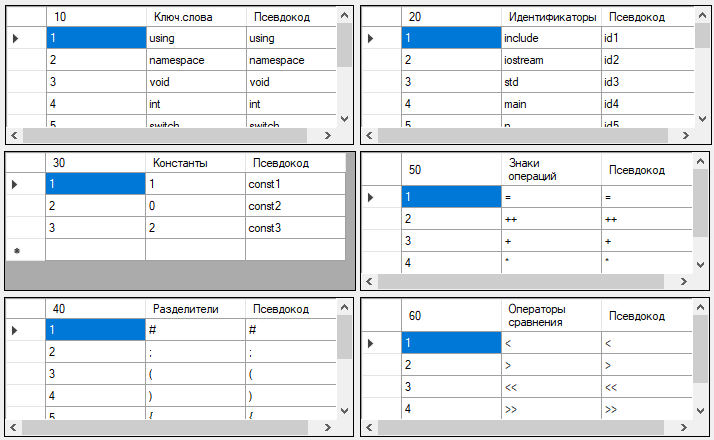 10 Ключ.слова Псевдокод
1 using using
2 namespace namespace
3 void void
4 int int
5 switch switch
20 Идентификаторы Псевдокод
1 include id1
2 iostream id2
3 std id3
4 main id4
5 n id5
30 Константы Псевдокод
1 1 const1
2 0 const2
3 2 const3
50 Знаки операций Псевдокод
1 = =
2 ++ ++
3 + +
4 * *
40 Разделители Псевдокод
1 # #
2 ; ;
3 ( (
4 ) )
5 { {
60 Операторы сравнения Псевдокод
1 < <
2 > >
3 << <<
4 >> >>